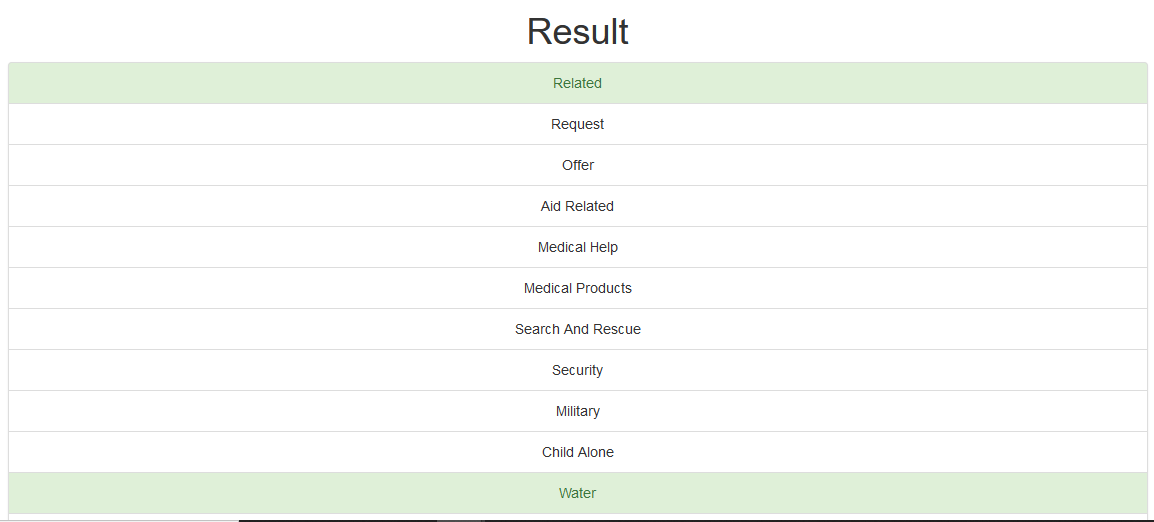 Result
Related
Request
Offer
Aid Related
Medical Help
Medical Products
Search And Rescue
Security
Military
Child Alone
Water